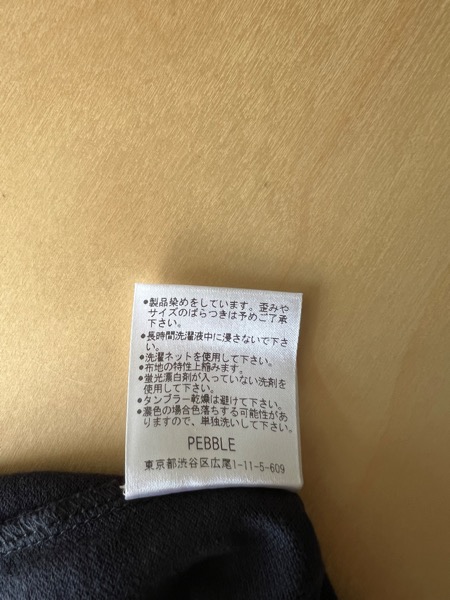 ●製品染めをしています。歪みや
サイズのばらつきは予めご了承
下さい。
●長時間洗濯液中に浸さないで下さ
い。
●洗濯ネットを使用して下さい。
●布地の特性上縮みます。
●蛍光漂白剤が入っていない洗剤を
使用して下さい。
●タンブラー乾燥は避けて下さい。
●濃色の場合色落ちする可能性があ
りますので、単独洗いして下さい。
PEBBLE
東京都渋谷区広尾1-11-5-609